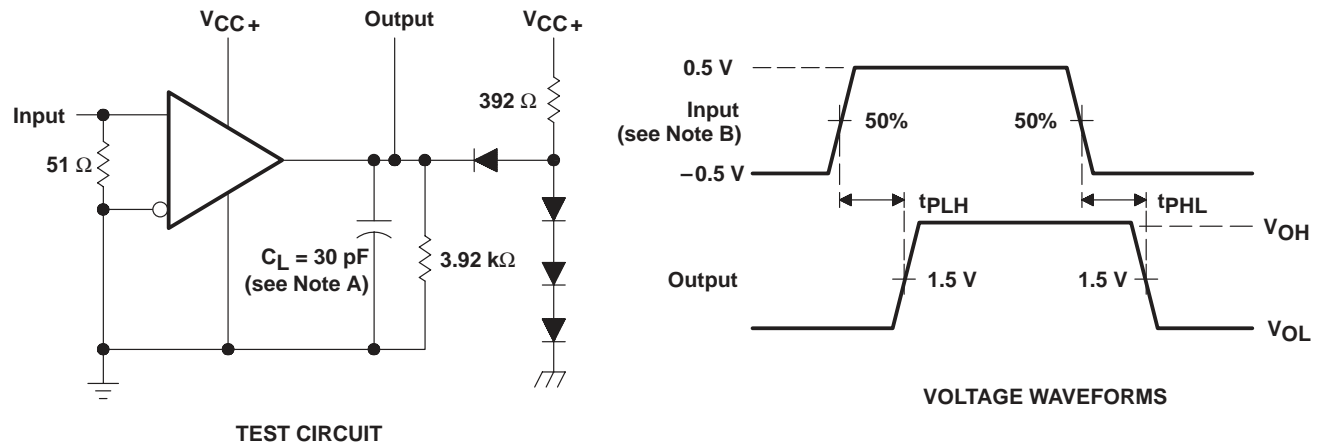 VCC+
Output
VCC+
392 Ω
Input
51 Ω
CL = 30 pF
(see Note A)
3.92 kΩ
TEST CIRCUIT
0.5 V
Input
(see Note B)
50%
50%
−0.5 V
tPLH
tPHL
VOH
Output
1.5 V
1.5 V
VOL
VOLTAGE WAVEFORMS